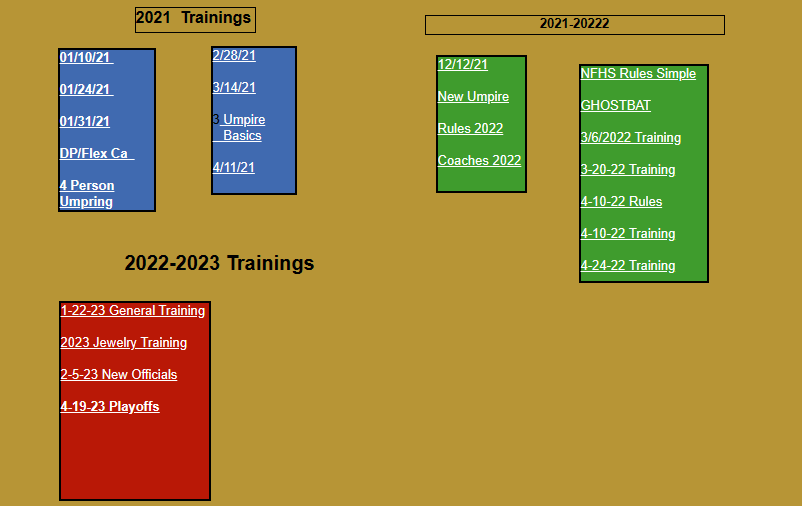 2021  Trainings
01/10/21
01/24/21
01/31/21
DP/Flex Ca
4 Person
Umpring
2/28/21
3/14/21
3 Umpire
Basics
4/11/21
2021-20222
12/12/21
New Umpire
Rules 2022
Coaches 2022
NFHS Rules Simple
GHOSTBAT
3/6/2022 Training
3-20-22 Training
4-10-22 Rules
4-10-22 Training
4-24-22 Training
2022-2023 Trainings
1-22-23 General Training
2023 Jewelry Training
2-5-23 New Officials
4-19-23 Playoffs